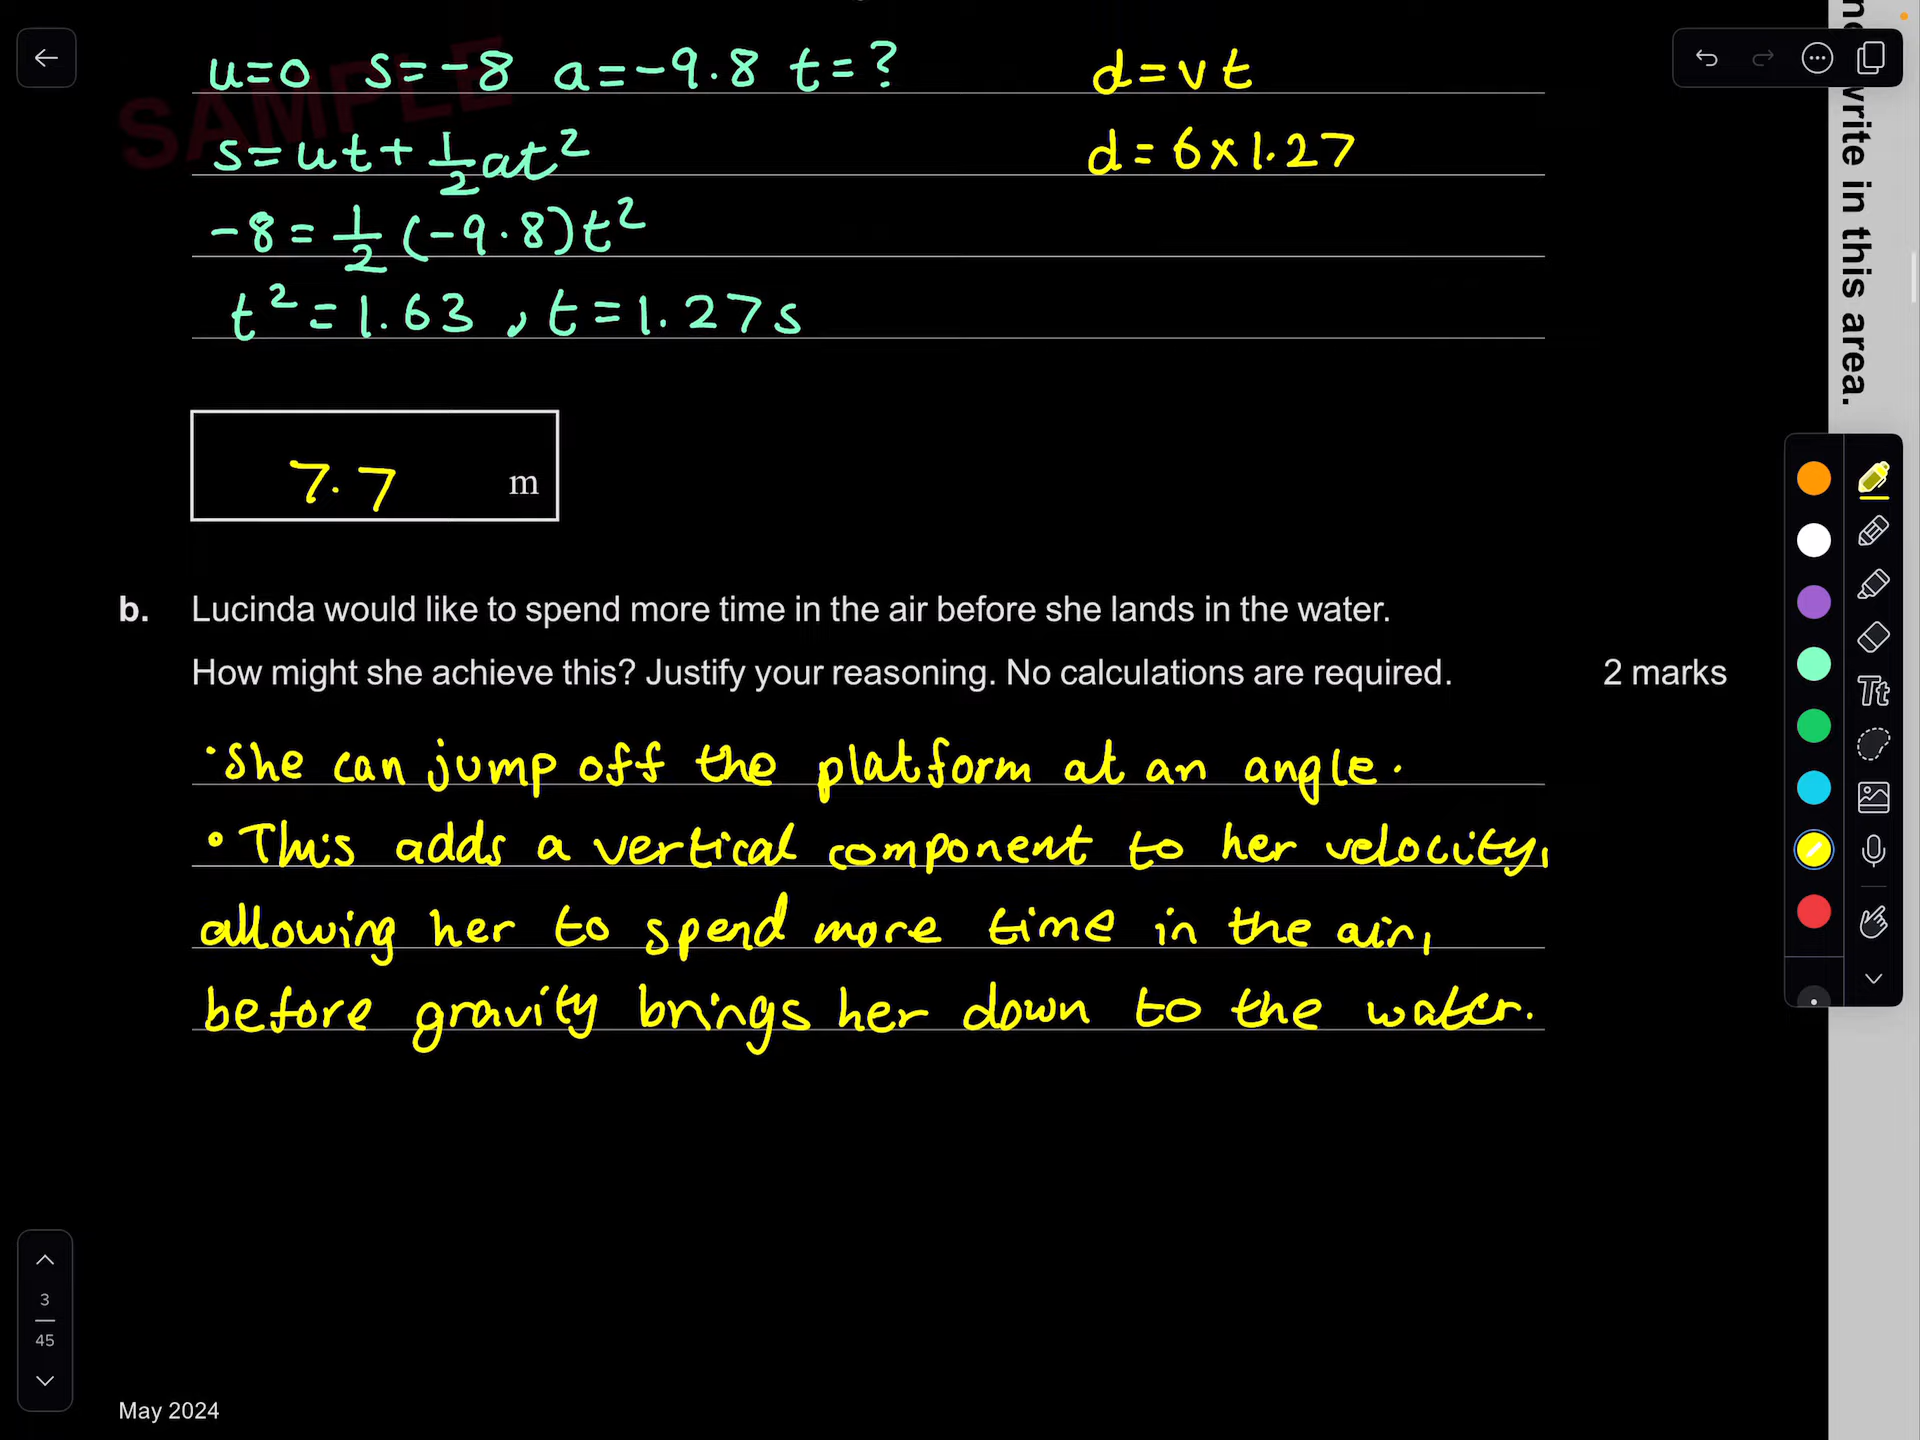 u=0 s=-8 a=-9.8 t=? d=vt
SAMPLE
s=ut+½at² d=6×1.27
-8=½(-9.8)t²
t²=1.63, t=1.27s
7.7 m
b. Lucinda would like to spend more time in the air before she lands in the water.
How might she achieve this? Justify your reasoning. No calculations are required. 2 marks
•She can jump off the platform at an angle.
•This adds a vertical component to her velocity,
allowing her to spend more time in the air,
before gravity brings her down to the water.
write in this area.
Tt
3
45
May 2024